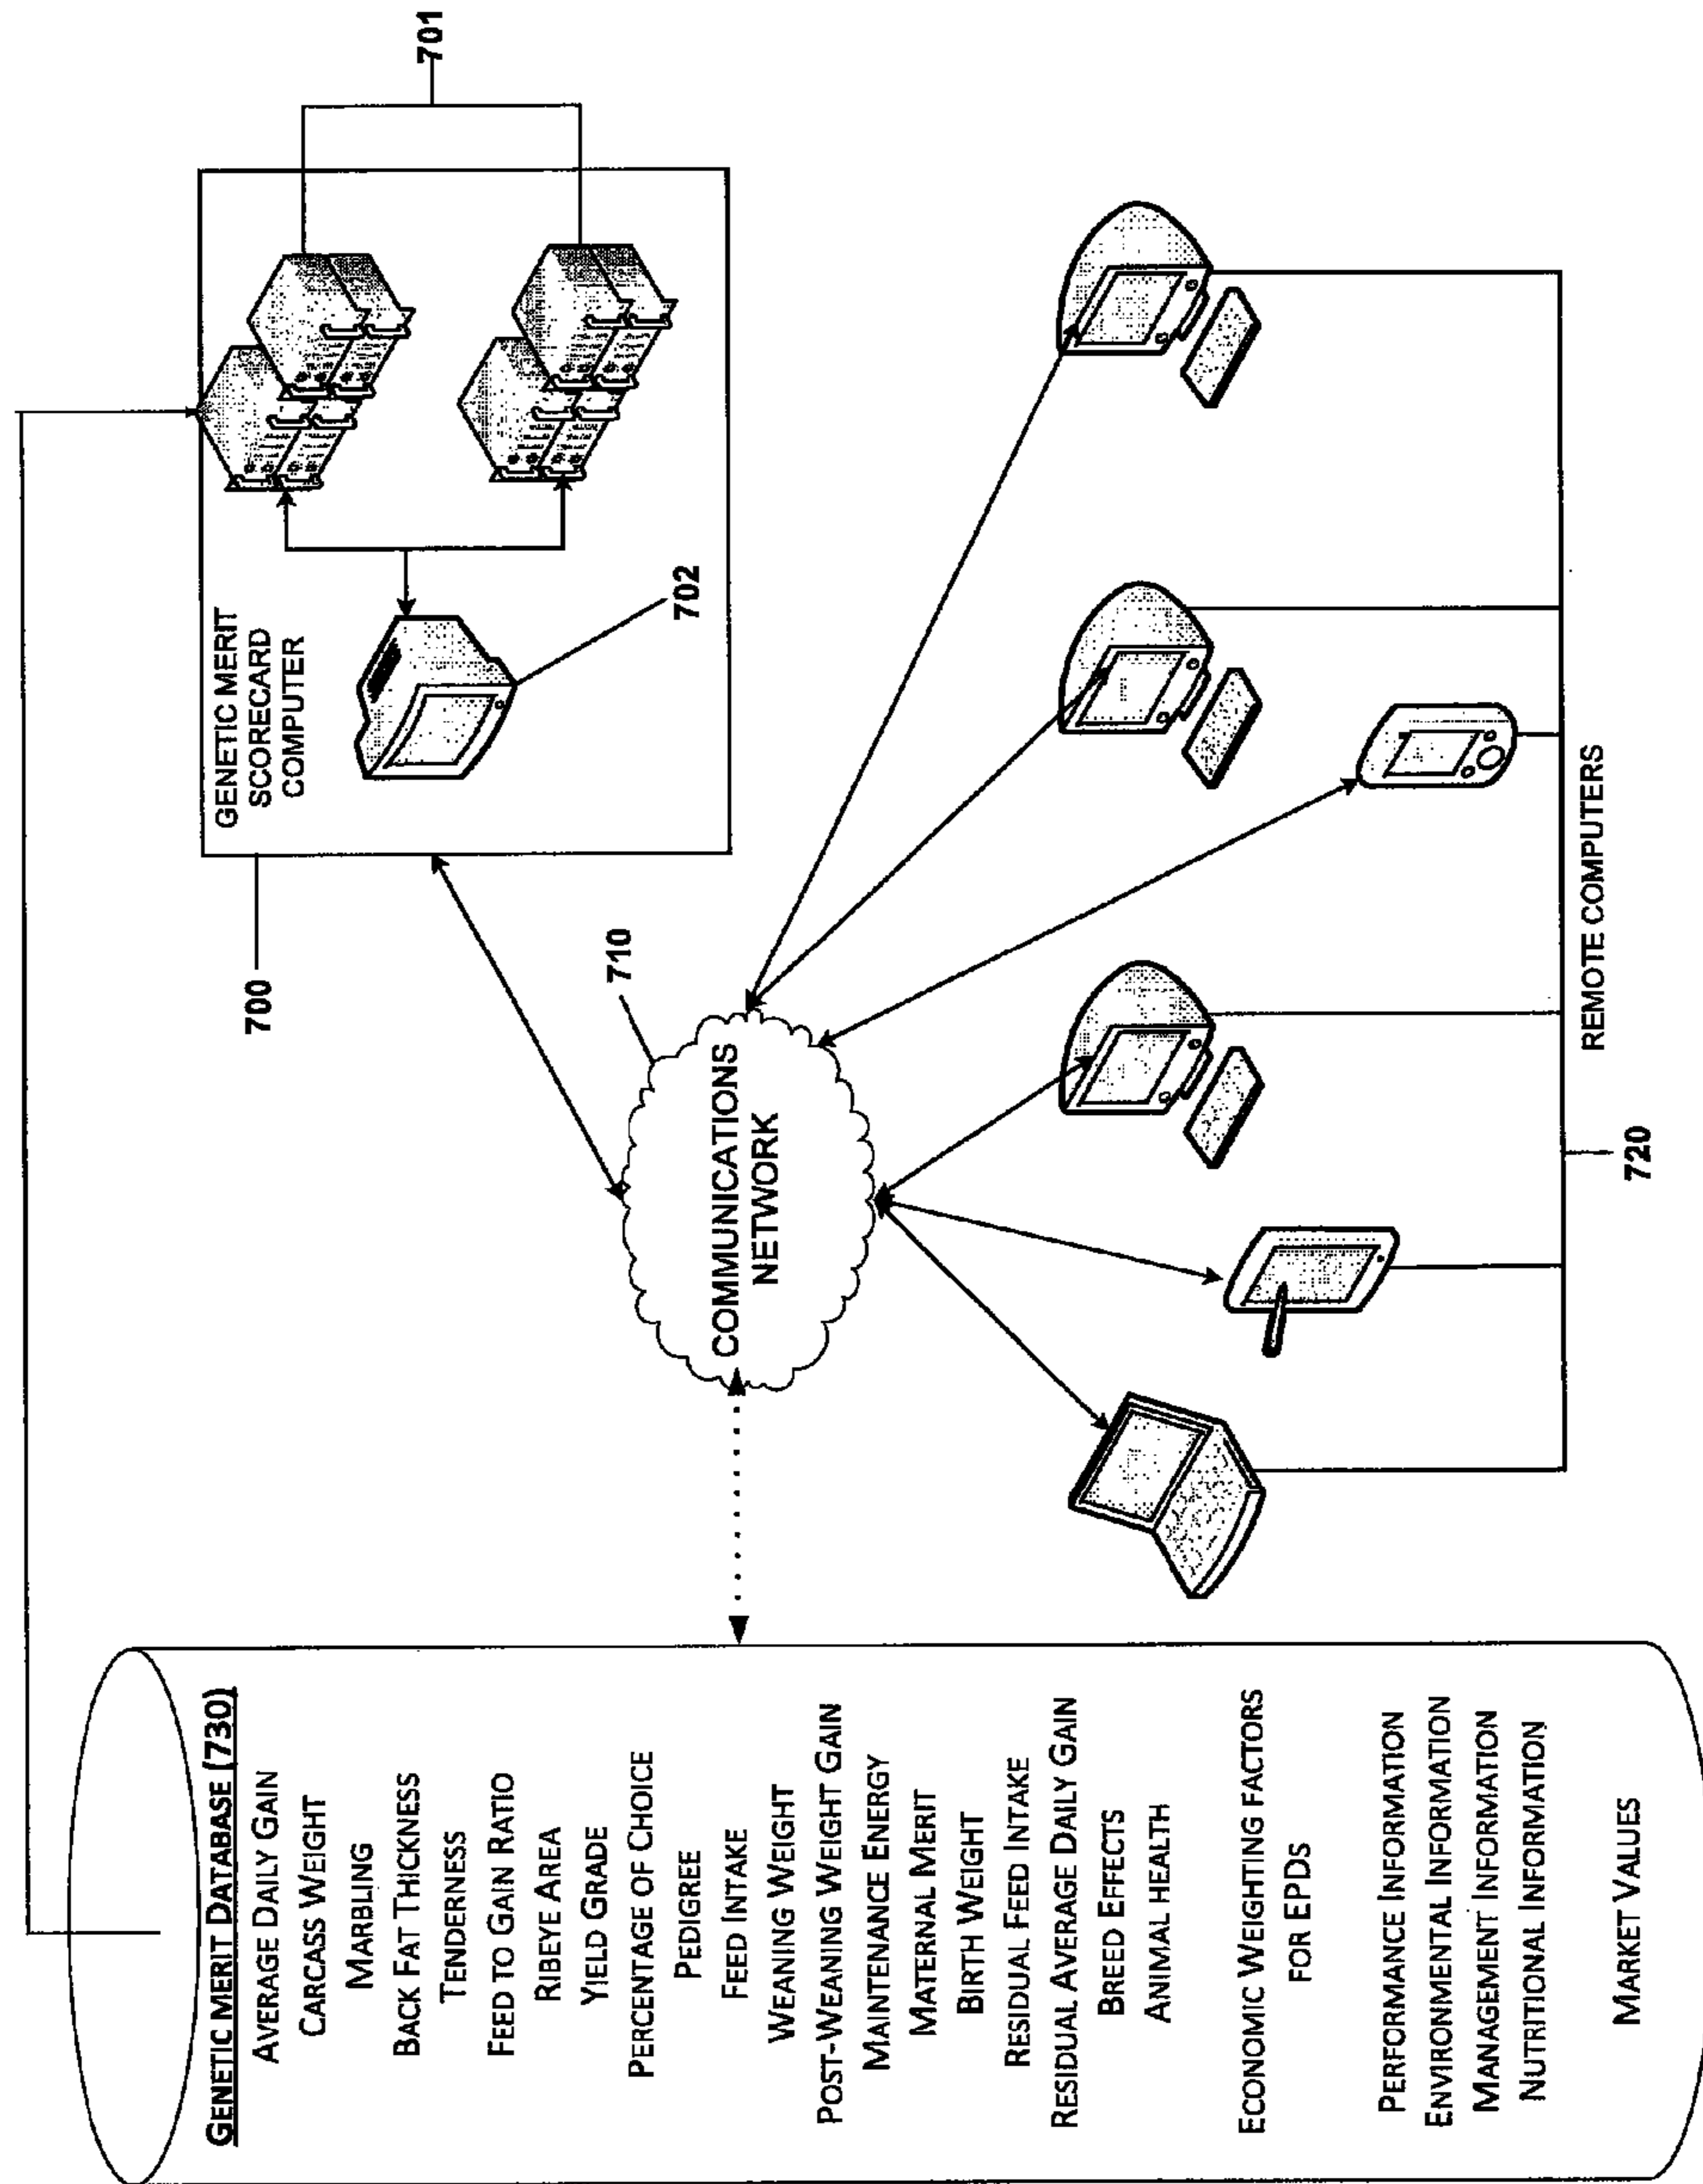 GENETIC MERIT DATABASE (730)
AVERAGE DAILY GAIN
CARCASS WEIGHT
MARBLING
BACK FAT THICKNESS
TENDERNESS
FEED TO GAIN RATIO
RIBEYE AREA
YIELD GRADE
PERCENTAGE OF CHOICE
PEDIGREE
FEED INTAKE
WEANING WEIGHT
POST-WEANING WEIGHT GAIN
MAINTENANCE ENERGY
MATERNAL MERIT
BIRTH WEIGHT
RESIDUAL FEED INTAKE
RESIDUAL AVERAGE DAILY GAIN
BREED EFFECTS
ANIMAL HEALTH
ECONOMIC WEIGHTING FACTORS
FOR EPDs
PERFORMANCE INFORMATION
ENVIRONMENTAL INFORMATION
MANAGEMENT INFORMATION
NUTRITIONAL INFORMATION
MARKET VALUES
COMMUNICATIONS
NETWORK
710
700
GENETIC MERIT
SCORECARD
COMPUTER
702
701
REMOTE COMPUTERS
720